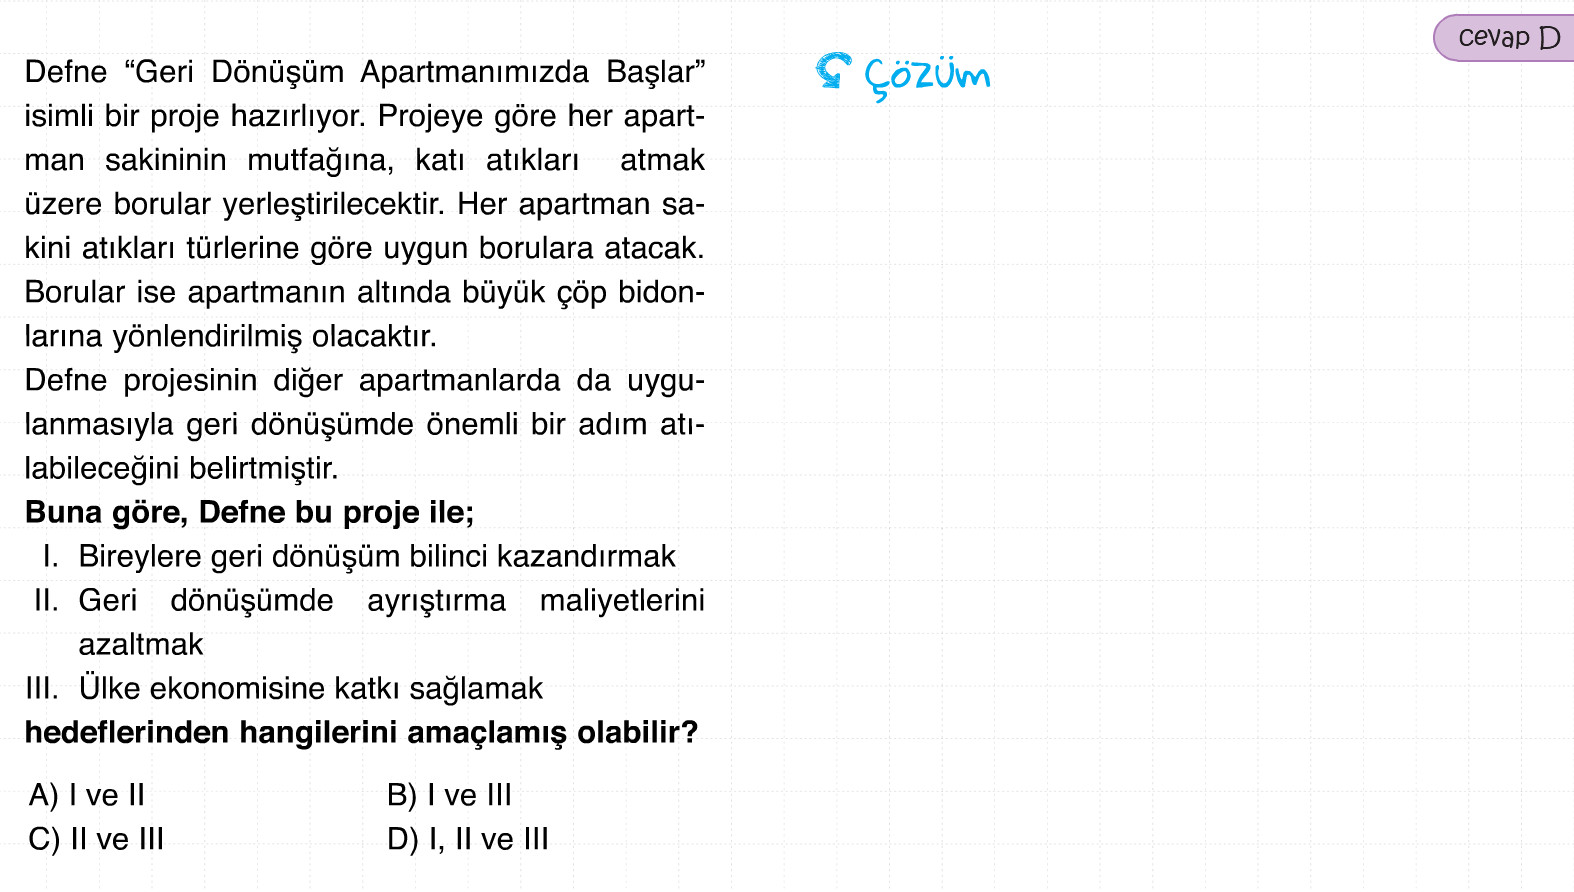 cevap D
Defne “Geri Dönüşüm Apartmanımızda Başlar”
isimli bir proje hazırlıyor. Projeye göre her apart-
man sakininin mutfağına, katı atıkları atmak
üzere borular yerleştirilecektir. Her apartman sa-
kini atıkları türlerine göre uygun borulara atacak.
Borular ise apartmanın altında büyük çöp bidon-
larına yönlendirilmiş olacaktır.
Defne projesinin diğer apartmanlarda da uygu-
lanmasıyla geri dönüşümde önemli bir adım atı-
labileceğini belirtmiştir.
Buna göre, Defne bu proje ile;
I. Bireylere geri dönüşüm bilinci kazandırmak
II. Geri dönüşümde ayrıştırma maliyetlerini
azaltmak
III. Ülke ekonomisine katkı sağlamak
hedeflerinden hangilerini amaçlamış olabilir?
A) I ve II B) I ve III
C) II ve III D) I, II ve III
Çözüm